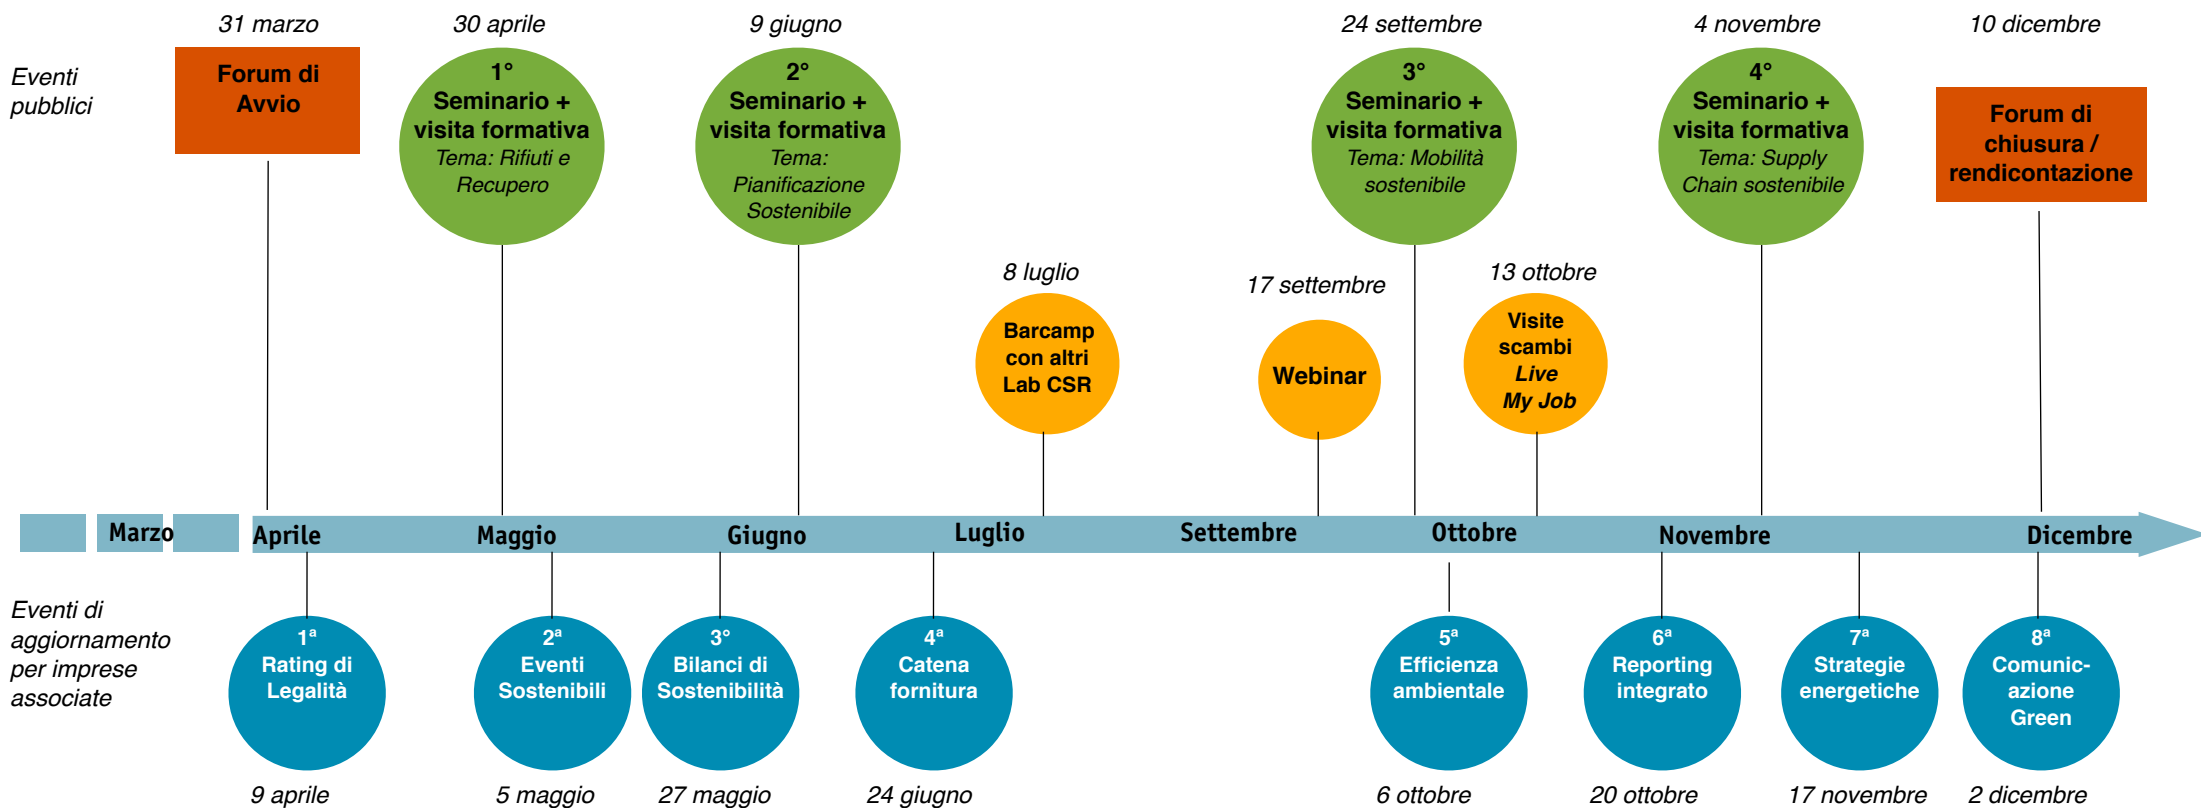 31 marzo
30 aprile
9 giugno
24 settembre
4 novembre
10 dicembre
Eventi
pubblici
Forum di
Avvio
1°
Seminario +
visita formativa
Tema: Rifiuti e
Recupero
2°
Seminario +
visita formativa
Tema:
Pianificazione
Sostenibile
3°
Seminario +
visita formativa
Tema: Mobilità
sostenibile
4°
Seminario +
visita formativa
Tema: Supply
Chain sostenibile
Forum di
chiusura /
rendicontazione
8 luglio
17 settembre
13 ottobre
Barcamp
con altri
Lab CSR
Webinar
Visite
scambi
Live
My Job
Marzo
Aprile
Maggio
Giugno
Luglio
Settembre
Ottobre
Novembre
Dicembre
Eventi di
aggiornamento
per imprese
associate
1ª
Rating di
Legalità
2ª
Eventi
Sostenibili
3°
Bilanci di
Sostenibilità
4ª
Catena
fornitura
5ª
Efficienza
ambientale
6ª
Reporting
integrato
7ª
Strategie
energetiche
8ª
Comunic-
azione
Green
9 aprile
5 maggio
27 maggio
24 giugno
6 ottobre
20 ottobre
17 novembre
2 dicembre